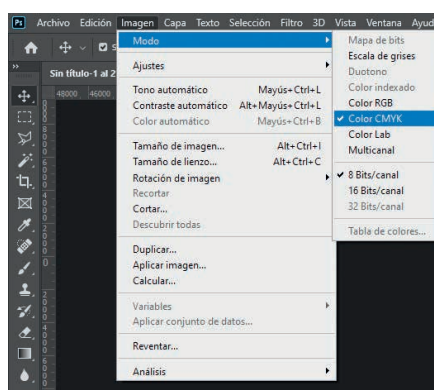 Ps Archivo Edición Imagen Capa Texto Selección Filtro 3D Vista Ventana
Sin título-1 al 2
46000 46000
Modo
Ajustes
Tono automático Mayús+Ctrl+L
Contraste automático Alt+Mayús+Ctrl+L
Color automático Mayús+Ctrl+B
Tamaño de imagen... Alt+Ctrl+I
Tamaño de lienzo... Alt+Ctrl+C
Rotación de imagen
Recortar
Cortar...
Descubrir todas
Duplicar...
Aplicar imagen...
Calcular...
Variables
Aplicar conjunto de datos...
Reventar...
Análisis
Mapa de bits
Escala de grises
Duotono
Color indexado
Color RGB
Color CMYK
Color Lab
Multicanal
8 Bits/canal
16 Bits/canal
32 Bits/canal
Tabla de colores...